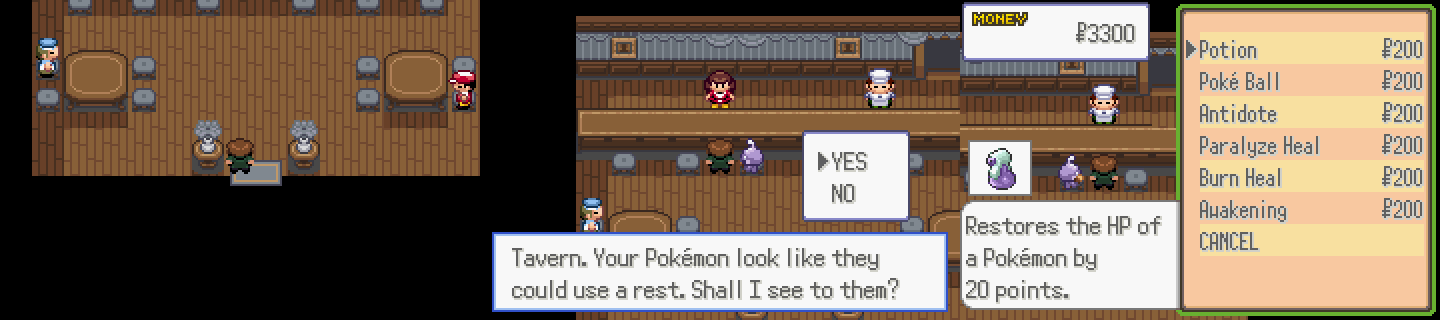 YES
NO
Tavern. Your Pokémon look like they
could use a rest. Shall I see to them?
MONEY
₽3300
Restores the HP of
a Pokémon by
20 points.
Potion ₽200
Poké Ball ₽200
Antidote ₽200
Paralyze Heal ₽200
Burn Heal ₽200
Awakening ₽200
CANCEL